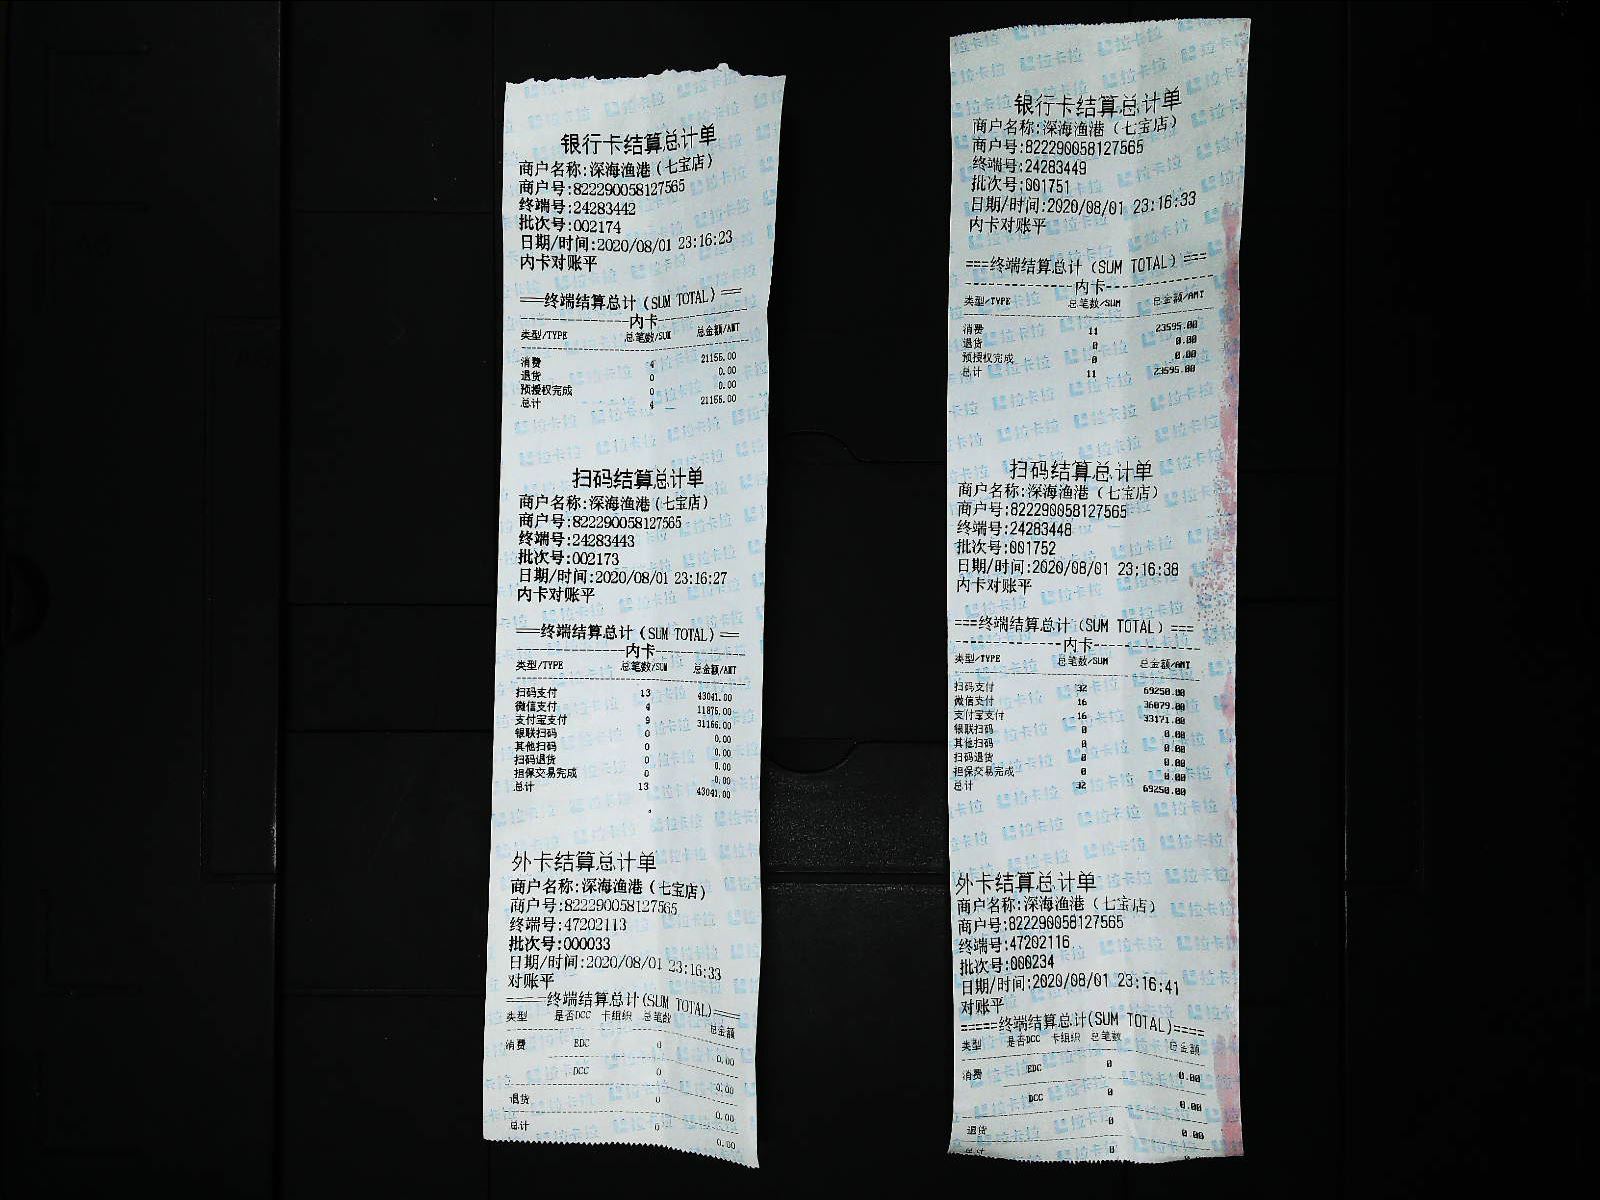 银行卡结算总计单
商户名称:深海渔港(七宝店)
商户号:822290058127565
终端号:24283442
批次号:002174
日期/时间:2020/08/01 23:16:23
内卡对账平
===终端结算总计(SUM TOTAL)===
内卡
类型/TYPE 总笔数/SUM 总金额/AMT
消费 4 21155.00
退货 0 0.00
预授权完成 0 0.00
总计 4 21155.00
扫码结算总计单
商户名称:深海渔港(七宝店)
商户号:822290058127565
终端号:24283443
批次号:002173
日期/时间:2020/08/01 23:16:27
内卡对账平
===终端结算总计(SUM TOTAL)===
内卡
类型/TYPE 总笔数/SUM 总金额/AMT
扫码支付 13 43041.00
微信支付 4 11875.00
支付宝支付 9 31166.00
银联扫码 0 0.00
其他扫码 0 0.00
扫码退货 0 0.00
担保交易完成 0 0.00
总计 13 43041.00
外卡结算总计单
商户名称:深海渔港(七宝店)
商户号:822290058127565
终端号:47202113
批次号:000033
日期/时间:2020/08/01 23:16:33
对账平
=====终端结算总计(SUM TOTAL)=====
类型 是否DCC 卡组织 总笔数 总金额
消费 EDC 0 0.00
DCC 0 0.00
退货 0 0.00
总计 0 0.00
银行卡结算总计单
商户名称:深海渔港(七宝店)
商户号:822290058127565
终端号:24283449
批次号:001751
日期/时间:2020/08/01 23:16:33
内卡对账平
===终端结算总计(SUM TOTAL)===
内卡
类型/TYPE 总笔数/SUM 总金额/AMT
消费 11 23595.00
退货 0 0.00
预授权完成 0 0.00
总计 11 23595.00
扫码结算总计单
商户名称:深海渔港(七宝店)
商户号:822290058127565
终端号:24283448
批次号:001752
日期/时间:2020/08/01 23:16:38
内卡对账平
===终端结算总计(SUM TOTAL)===
内卡
类型/TYPE 总笔数/SUM 总金额/AMT
扫码支付 32 69250.00
微信支付 16 36079.00
支付宝支付 16 33171.00
银联扫码 0 0.00
其他扫码 0 0.00
扫码退货 0 0.00
担保交易完成 0 0.00
总计 32 69250.00
外卡结算总计单
商户名称:深海渔港(七宝店)
商户号:822290058127565
终端号:47202116
批次号:000234
日期/时间:2020/08/01 23:16:41
对账平
=====终端结算总计(SUM TOTAL)====
类型 是否DCC 卡组织 总笔数 总金额
消费 EDC 0 0.00
DCC 0 0.00
退货 0 0.00
总计 0